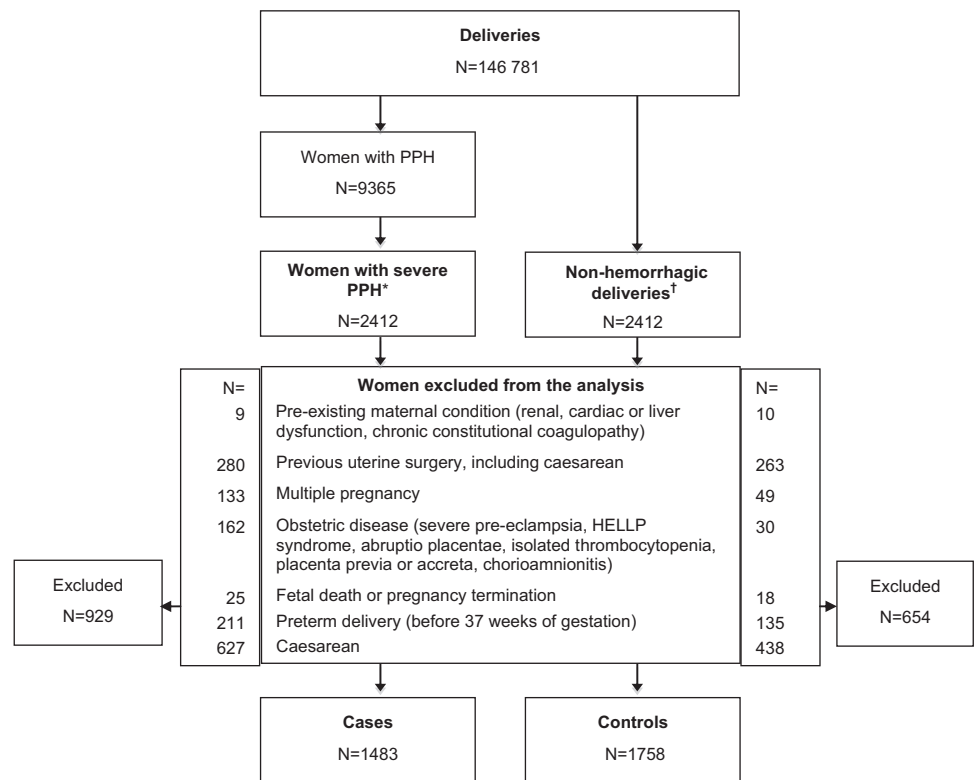 Deliveries
N=146 781
Women with PPH
N=9365
Women with severe
PPH*
N=2412
Non-hemorrhagic
deliveries†
N=2412
Women excluded from the analysis
N=
N=
9
Pre-existing maternal condition (renal, cardiac or liver
dysfunction, chronic constitutional coagulopathy)
10
280
Previous uterine surgery, including caesarean
263
133
Multiple pregnancy
49
162
Obstetric disease (severe pre-eclampsia, HELLP
syndrome, abruptio placentae, isolated thrombocytopenia,
placenta previa or accreta, chorioamnionitis)
30
25
Fetal death or pregnancy termination
18
211
Preterm delivery (before 37 weeks of gestation)
135
627
Caesarean
438
Excluded
N=929
Excluded
N=654
Cases
N=1483
Controls
N=1758